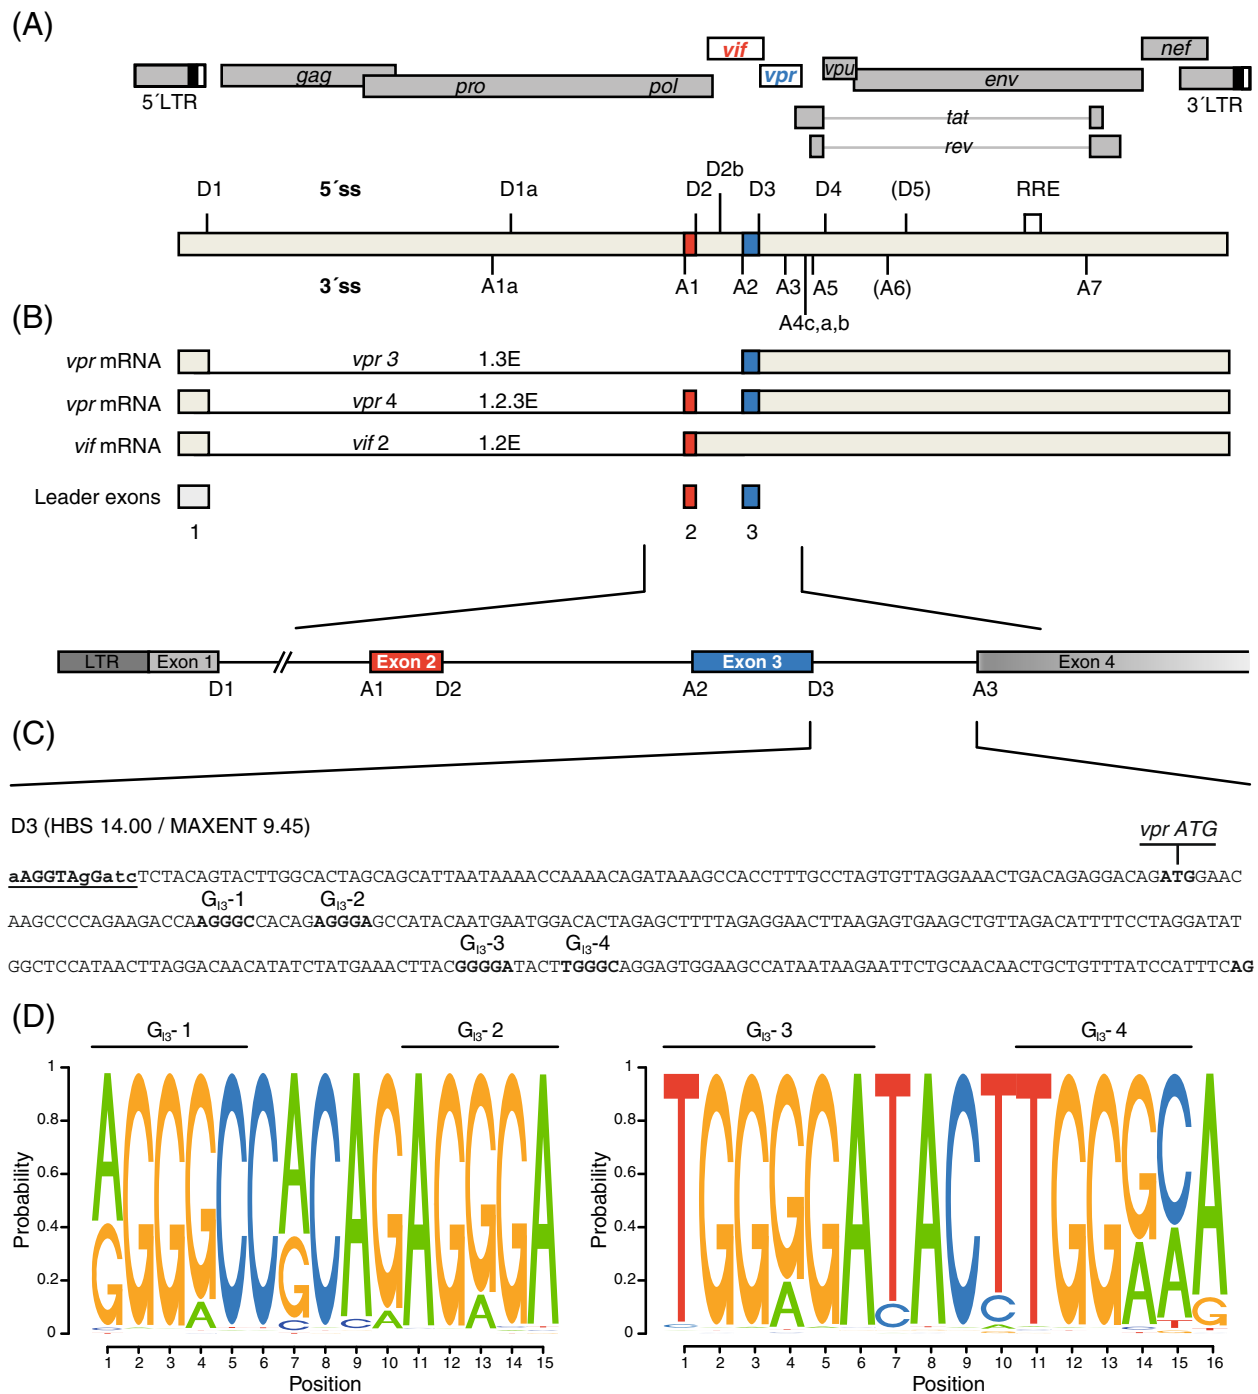 (A)
vif
nef
gag
pro
pol
vpr
vpu
env
5´LTR
3´LTR
tat
rev
D2b
D1
5´ss
D1a
D2
D3
D4
(D5)
RRE
3´ss
A1a
A1
A2
A3
A5
(A6)
A7
A4c,a,b
(B)
vpr mRNA
vpr 3
1.3E
vpr mRNA
vpr 4
1.2.3E
vif mRNA
vif 2
1.2E
Leader exons
1
2
3
LTR
Exon 1
Exon 2
Exon 3
Exon 4
D1
A1
D2
A2
D3
A3
(C)
D3 (HBS 14.00 / MAXENT 9.45)
vpr ATG
aAGGTAgGatcTCTACAGTACTTGGCACTAGCAGCATTAATAAAACCAAAACAGATAAAGCCACCTTTGCCTAGTGTTAGGAAACTGACAGAGGACAGATGGAAC
GI3-1 GI3-2
AAGCCCCAGAAGACCAAGGGCCACAGAGGGAGCCATACAATGAATGGACACTAGAGCTTTTAGAGGAACTTAAGAGTGAAGCTGTTAGACATTTTCCTAGGATAT
GI3-3 GI3-4
GGCTCCATAACTTAGGACAACATATCTATGAAACTTACGGGGATACTTGGGCAGGAGTGGAAGCCATAATAAGAATTCTGCAACAACTGCTGTTTATCCATTTCAG
(D)
GI3- 1
GI3- 2
GI3- 3
GI3- 4
Probability
1
0.8
0.6
0.4
0.2
0
1 2 3 4 5 6 7 8 9 10 11 12 13 14 15
Position
Probability
1
0.8
0.6
0.4
0.2
0
1 2 3 4 5 6 7 8 9 10 11 12 13 14 15 16
Position